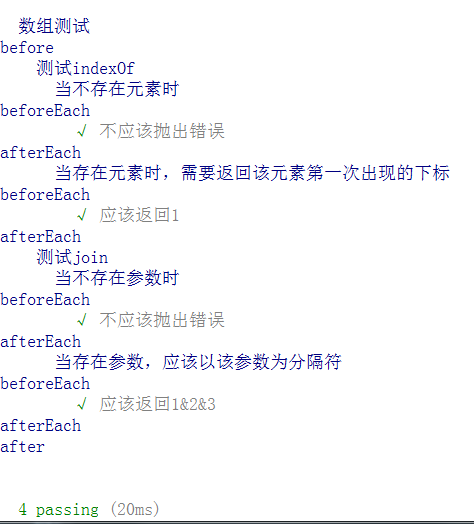 数组测试
before
测试indexOf
当不存在元素时
beforeEach
√ 不应该抛出错误
afterEach
当存在元素时，需要返回该元素第一次出现的下标
beforeEach
√ 应该返回1
afterEach
测试join
当不存在参数时
beforeEach
√ 不应该抛出错误
afterEach
当存在参数，应该以该参数为分隔符
beforeEach
√ 应该返回1&2&3
afterEach
after
4 passing (20ms)